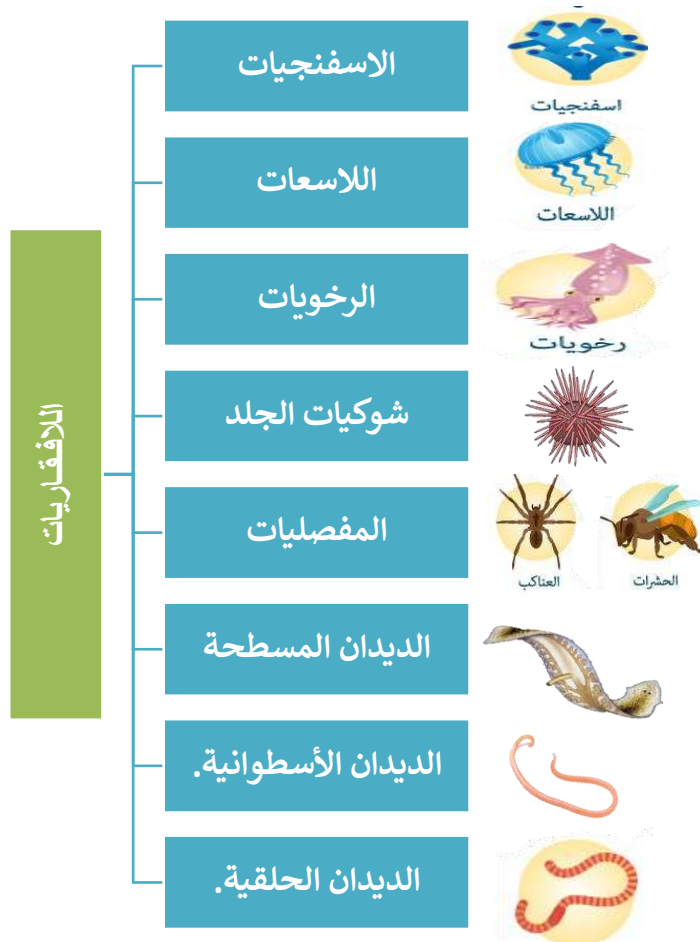 اللافقاريات
الاسفنجيات
اسفنجيات
اللاسعات
اللاسعات
الرخويات
رخويات
شوكيات الجلد
المفصليات
العناكب
الحشرات
الديدان المسطحة
الديدان الأسطوانية.
الديدان الحلقية.